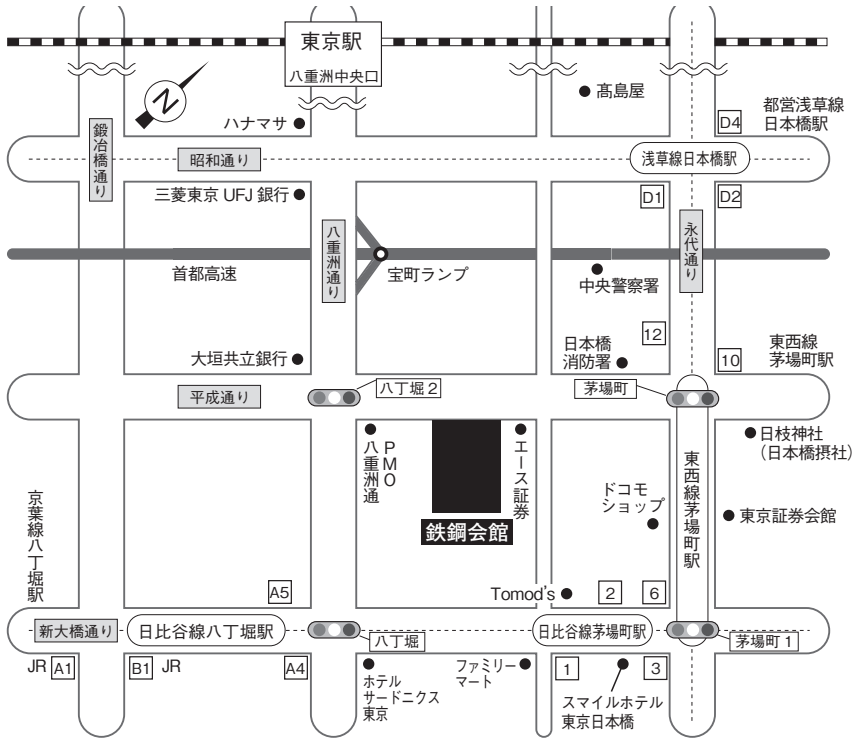 東京駅
八重洲中央口
N
髙島屋
ハナマサ
D4
都営浅草線
日本橋駅
鍛冶橋通り
昭和通り
浅草線日本橋駅
三菱東京UFJ銀行
D1
D2
八重洲通り
永代通り
首都高速
宝町ランプ
中央警察署
12
日本橋
消防署
10
東西線
茅場町駅
大垣共立銀行
八丁堀2
茅場町
平成通り
PMO
八重洲通
エース証券
日枝神社
(日本橋摂社)
東西線茅場町駅
ドコモ
ショップ
東京証券会館
鉄鋼会館
京葉線八丁堀駅
A5
Tomod's
2
6
新大橋通り
日比谷線八丁堀駅
八丁堀
日比谷線茅場町駅
茅場町1
JR
A1
B1
JR
A4
ホテル
サードニクス
東京
ファミリー
マート
1
3
スマイルホテル
東京日本橋